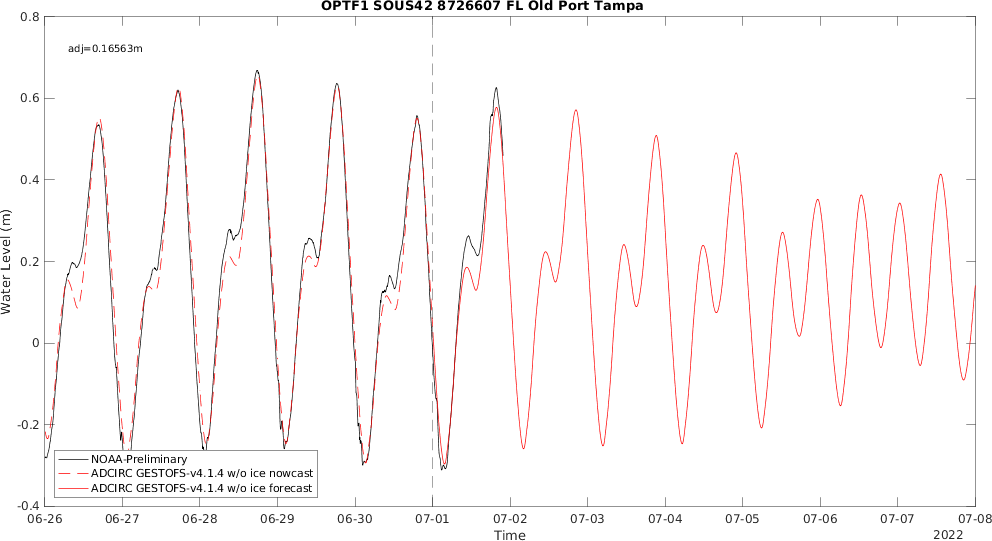 OPTF1 SOUS42 8726607 FL Old Port Tampa
adj=0.16563m
Water Level (m)
0.8
0.6
0.4
0.2
0
-0.2
-0.4
NOAA-Preliminary
ADCIRC GESTOFS-v4.1.4 w/o ice nowcast
ADCIRC GESTOFS-v4.1.4 w/o ice forecast
06-26 06-27 06-28 06-29 06-30 07-01 07-02 07-03 07-04 07-05 07-06 07-07 07-08
Time
2022